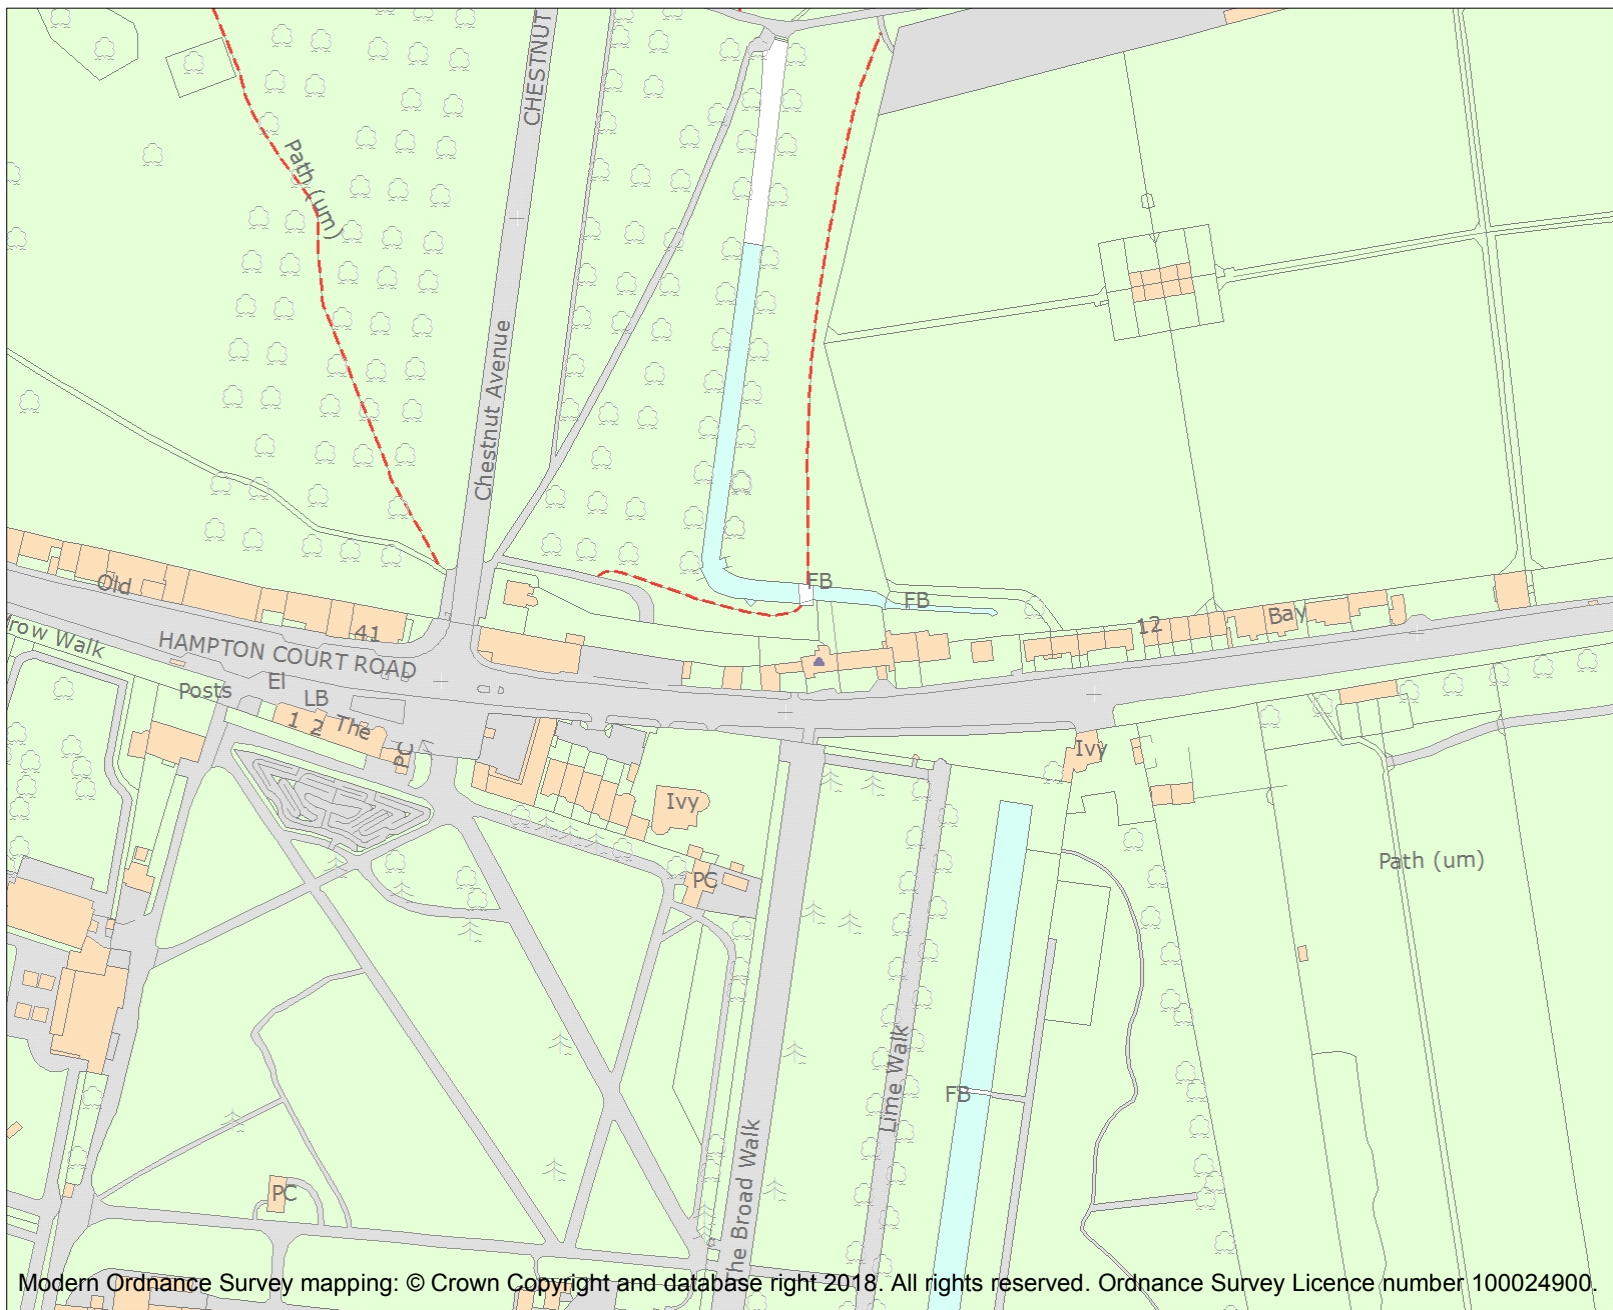 CHESTNUT
Path (um)
Chestnut Avenue
FB
FB
Old
41
12
Bay
HAMPTON COURT ROAD
row Walk
Posts
El
LB
1 2 The
PC
Ivy
Ivy
PC
Path (um)
Lime Walk
FB
The Broad Walk
PC
Modern Ordnance Survey mapping: © Crown Copyright and database right 2018. All rights reserved. Ordnance Survey Licence number 100024900.